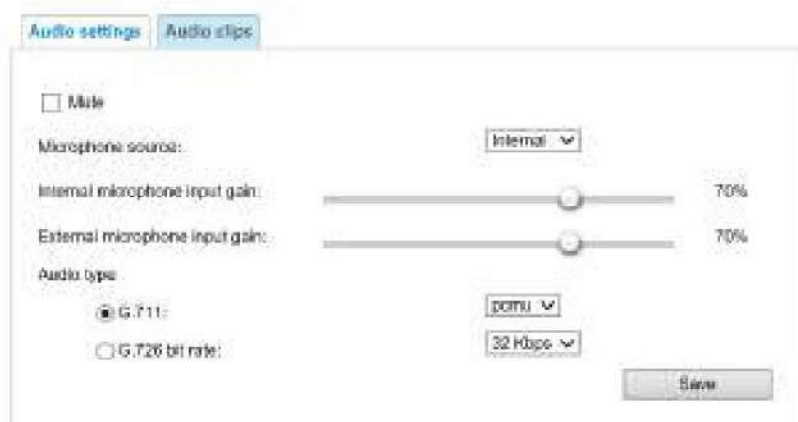 Audio settings Audio clips
Mute
Microphone source: Internal
Internal microphone input gain: 70%
External microphone input gain: 70%
Audio type
G.711: pcmu
G.726 bit rate: 32 Kbps
Save